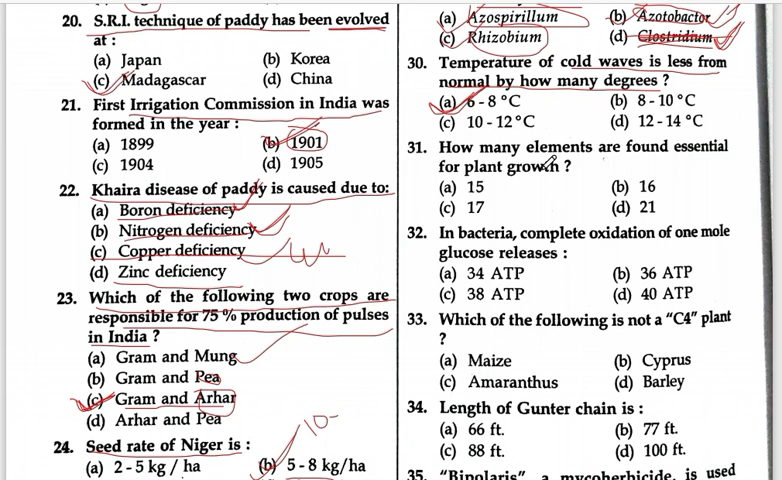 20. S.R.I. technique of paddy has been evolved
at :
(a) Japan (b) Korea
(c) Madagascar (d) China
21. First Irrigation Commission in India was
formed in the year :
(a) 1899 (b) 1901
(c) 1904 (d) 1905
22. Khaira disease of paddy is caused due to:
(a) Boron deficiency
(b) Nitrogen deficiency
(c) Copper deficiency
(d) Zinc deficiency
23. Which of the following two crops are
responsible for 75 % production of pulses
in India ?
(a) Gram and Mung
(b) Gram and Pea
(c) Gram and Arhar
(d) Arhar and Pea
10-
24. Seed rate of Niger is :
(a) 2 - 5 kg / ha (b) 5 - 8 kg/ha
(a) Azospirillum (b) Azotobactor
(c) Rhizobium (d) Clostridium
30. Temperature of cold waves is less from
normal by how many degrees ?
(a) 6 - 8 °C (b) 8 - 10 °C
(c) 10 - 12 °C (d) 12 - 14 °C
31. How many elements are found essential
for plant growth ?
(a) 15 (b) 16
(c) 17 (d) 21
32. In bacteria, complete oxidation of one mole
glucose releases :
(a) 34 ATP (b) 36 ATP
(c) 38 ATP (d) 40 ATP
33. Which of the following is not a “C4” plant
?
(a) Maize (b) Cyprus
(c) Amaranthus (d) Barley
34. Length of Gunter chain is :
(a) 66 ft. (b) 77 ft.
(c) 88 ft. (d) 100 ft.
35. “Bipolaris” a mycoherbicide, is used